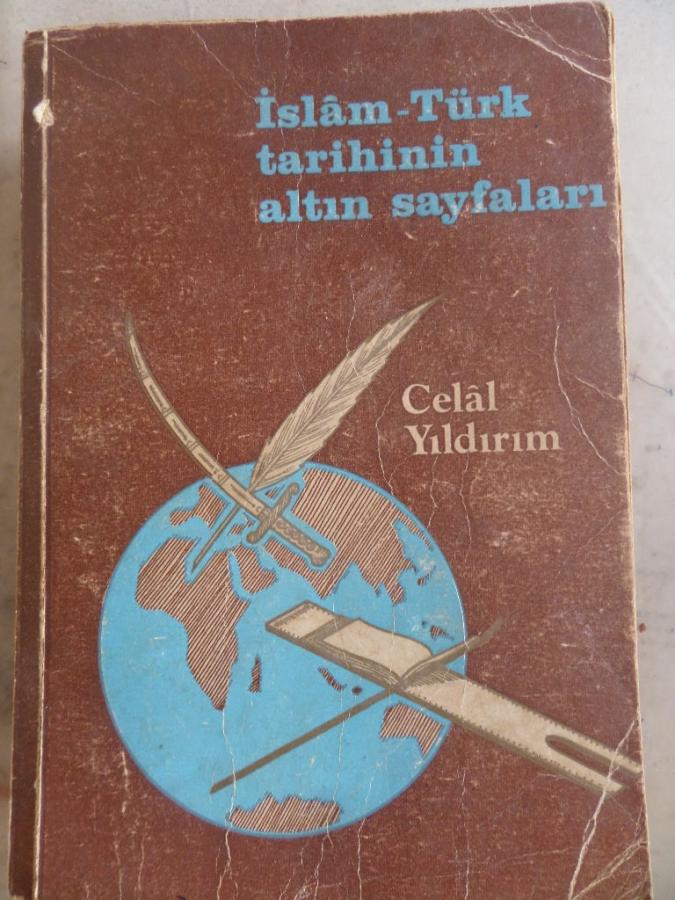 İslâm-Türk
tarihinin
altın sayfaları
Celâl
Yıldırım